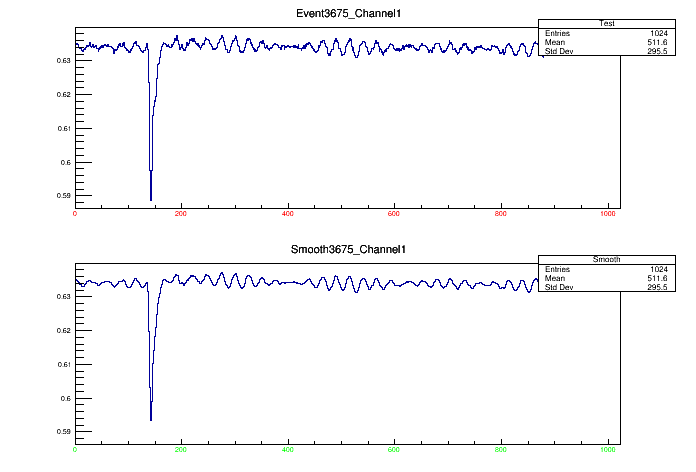 Event3675_Channel1
Test
Entries 1024
Mean 511.6
Std Dev 295.5
0.63
0.62
0.61
0.6
0.59
0 200 400 600 800 1000
Smooth3675_Channel1
Smooth
Entries 1024
Mean 511.6
Std Dev 295.5
0.63
0.62
0.61
0.6
0.59
0 200 400 600 800 1000